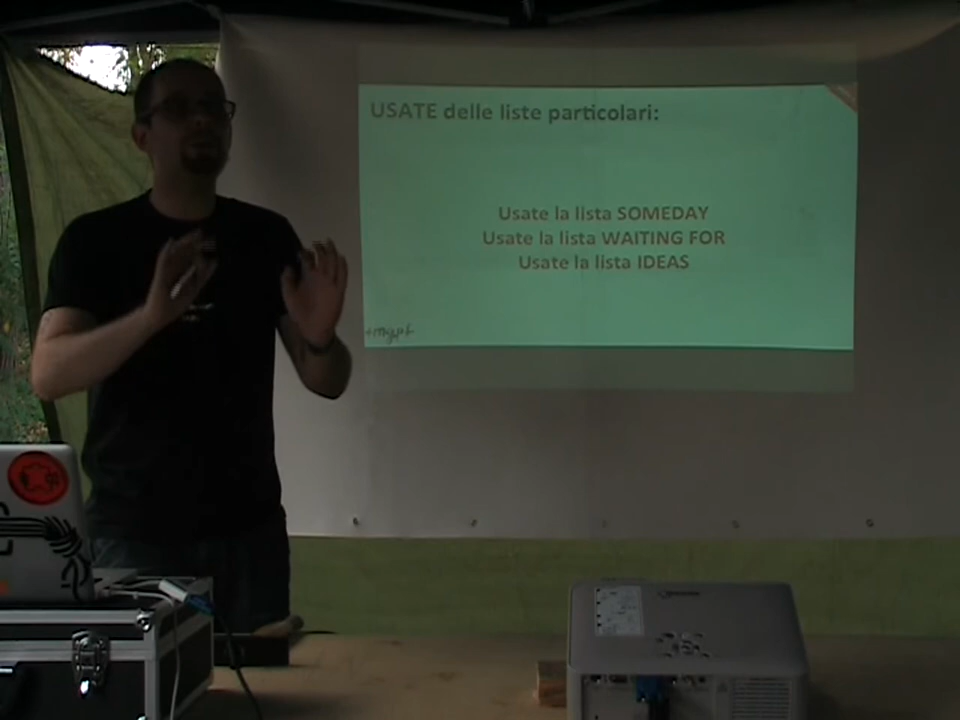 USATE delle liste particolari:
Usate la lista SOMEDAY
Usate la lista WAITING FOR
Usate la lista IDEAS